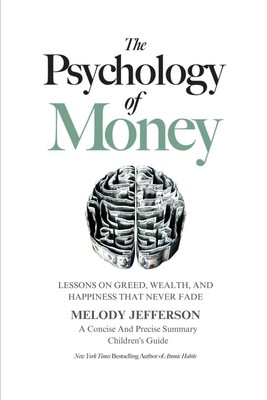 The
Psychology
of
Money
LESSONS ON GREED, WEALTH, AND
HAPPINESS THAT NEVER FADE
MELODY JEFFERSON
A Concise And Precise Summary
Children's Guide
New York Times Bestselling Author of Atomic Habits